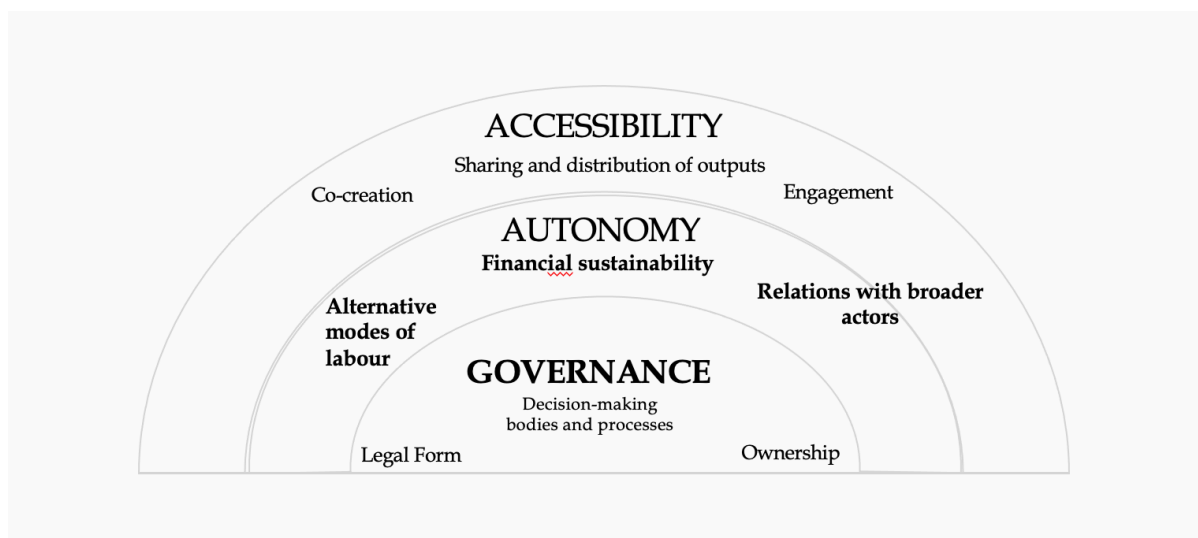 ACCESSIBILITY
Sharing and distribution of outputs
Co-creation
Engagement
AUTONOMY
Financial sustainability
Alternative
modes of
labour
Relations with broader
actors
GOVERNANCE
Decision-making
bodies and processes
Legal Form
Ownership